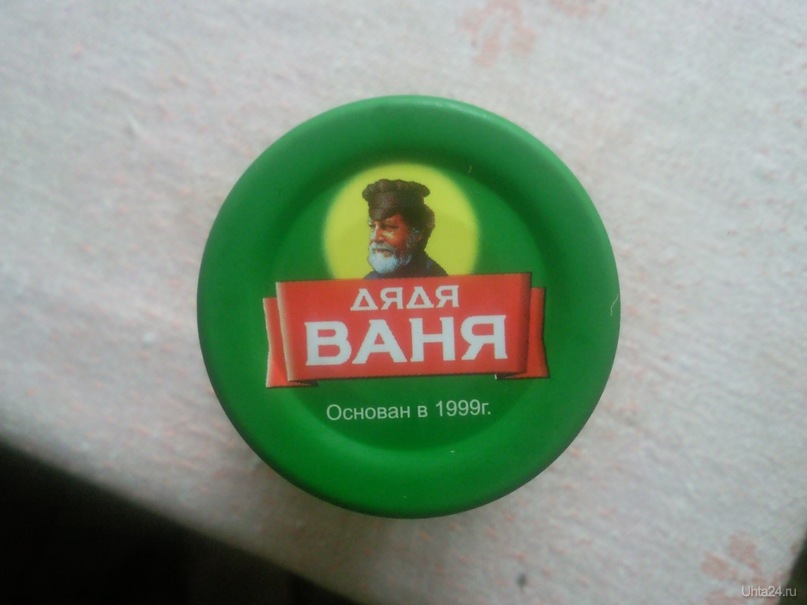 ДЯДЯ
ВАНЯ
Основан в 1999г.
Uhta24.ru